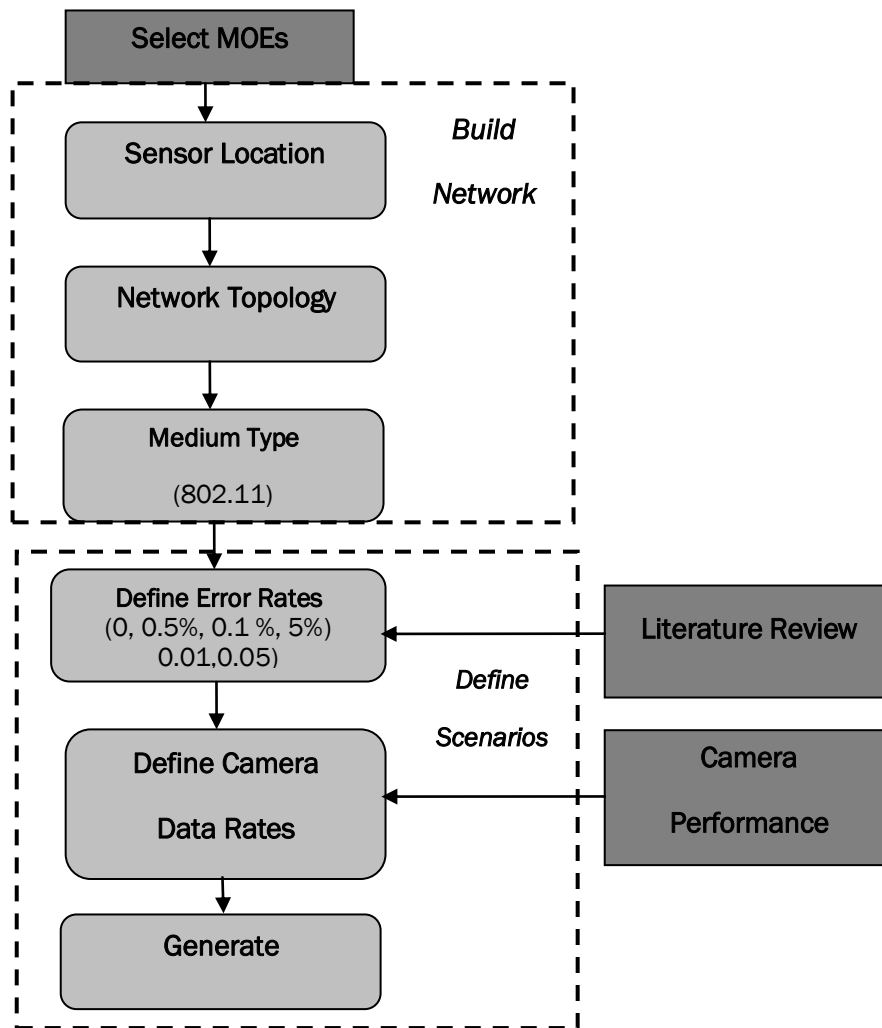 Select MOEs
Build
Network
Sensor Location
Network Topology
Medium Type
(802.11)
Define Error Rates
(0, 0.5%, 0.1 %, 5%)
0.01,0.05)
Literature Review
Define
Scenarios
Define Camera
Data Rates
Camera
Performance
Generate